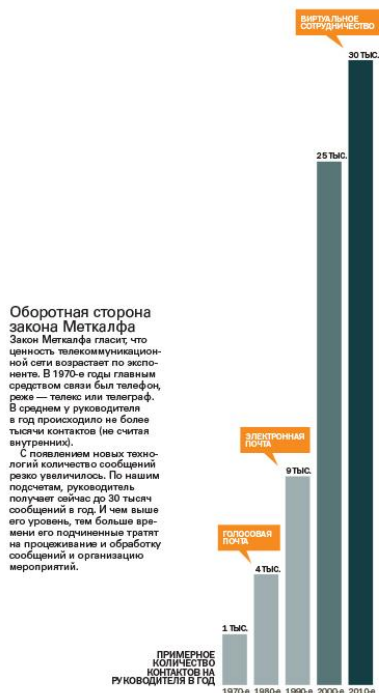 ВИРТУАЛЬНОЕ
СОТРУДНИЧЕСТВО
30 ТЫС.
25 ТЫС.
Оборотная сторона
закона Меткалфа
Закон Меткалфа гласит, что
ценность телекоммуникацион-
ной сети возрастает по экспо-
ненте. В 1970-е годы главным
средством связи был телефон,
реже — телекс или телеграф.
В среднем у руководителя
в год происходило не более
тысячи контактов (не считая
внутренних).
С появлением новых техно-
логий количество сообщений
резко увеличилось. По нашим
подсчетам, руководитель
получает сейчас до 30 тысяч
сообщений в год. И чем выше
его уровень, тем больше вре-
мени его подчиненные тратят
на процеживание и обработку
сообщений и организацию
мероприятий.
ЭЛЕКТРОННАЯ
ПОЧТА
9 ТЫС.
ГОЛОСОВАЯ
ПОЧТА
4 ТЫС.
1 ТЫС.
ПРИМЕРНОЕ
КОЛИЧЕСТВО
КОНТАКТОВ НА
РУКОВОДИТЕЛЯ В ГОД
1970-е 1980-е 1990-е 2000-е 2010-е